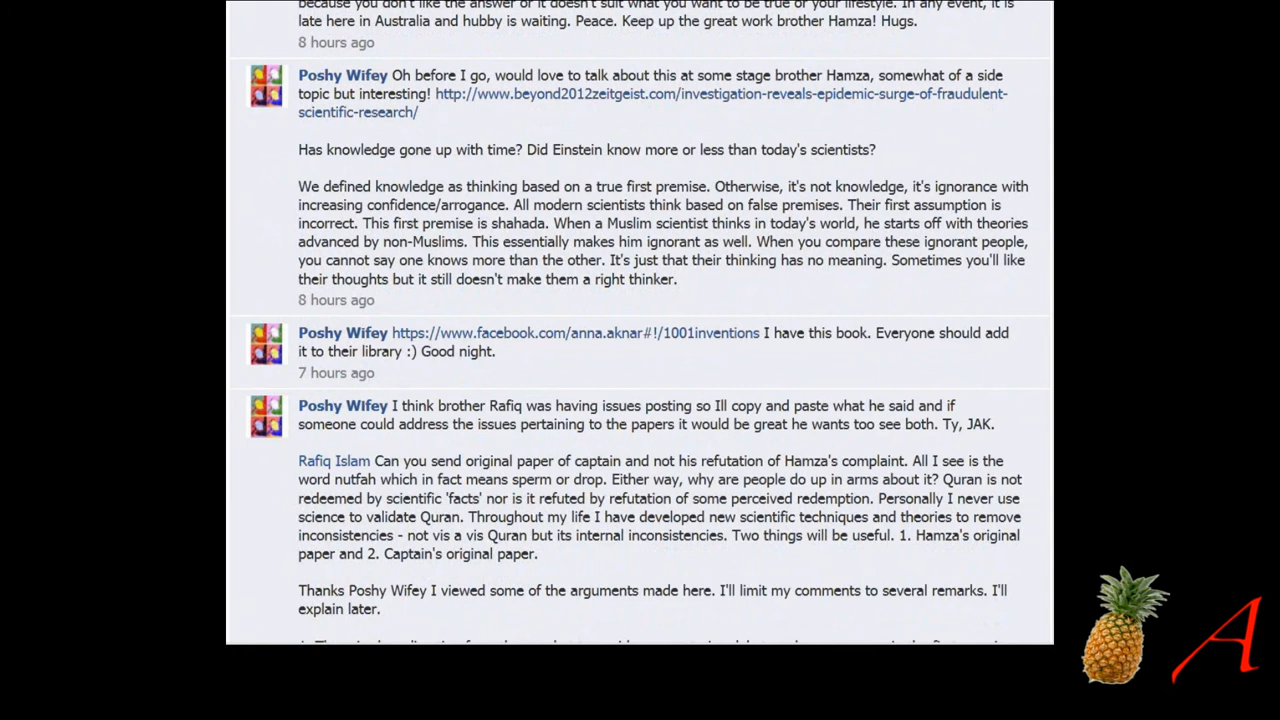 because you don't like the answer or it doesn't suit what you want to be true or your lifestyle. In any event, it is
late here in Australia and hubby is waiting. Peace. Keep up the great work brother Hamza! Hugs.
8 hours ago
Poshy Wifey Oh before I go, would love to talk about this at some stage brother Hamza, somewhat of a side
topic but interesting! http://www.beyond2012zeitgeist.com/investigation-reveals-epidemic-surge-of-fraudulent-
scientific-research/
Has knowledge gone up with time? Did Einstein know more or less than today's scientists?
We defined knowledge as thinking based on a true first premise. Otherwise, it's not knowledge, it's ignorance with
increasing confidence/arrogance. All modern scientists think based on false premises. Their first assumption is
incorrect. This first premise is shahada. When a Muslim scientist thinks in today's world, he starts off with theories
advanced by non-Muslims. This essentially makes him ignorant as well. When you compare these ignorant people,
you cannot say one knows more than the other. It's just that their thinking has no meaning. Sometimes you'll like
their thoughts but it still doesn't make them a right thinker.
8 hours ago
Poshy Wifey https://www.facebook.com/anna.aknar#!/1001inventions I have this book. Everyone should add
it to their library :) Good night.
7 hours ago
Poshy Wifey I think brother Rafiq was having issues posting so Ill copy and paste what he said and if
someone could address the issues pertaining to the papers it would be great he wants too see both. Ty, JAK.
Rafiq Islam Can you send original paper of captain and not his refutation of Hamza's complaint. All I see is the
word nutfah which in fact means sperm or drop. Either way, why are people do up in arms about it? Quran is not
redeemed by scientific 'facts' nor is it refuted by refutation of some perceived redemption. Personally I never use
science to validate Quran. Throughout my life I have developed new scientific techniques and theories to remove
inconsistencies - not vis a vis Quran but its internal inconsistencies. Two things will be useful. 1. Hamza's original
paper and 2. Captain's original paper.
Thanks Poshy Wifey I viewed some of the arguments made here. I'll limit my comments to several remarks. I'll
explain later.
A